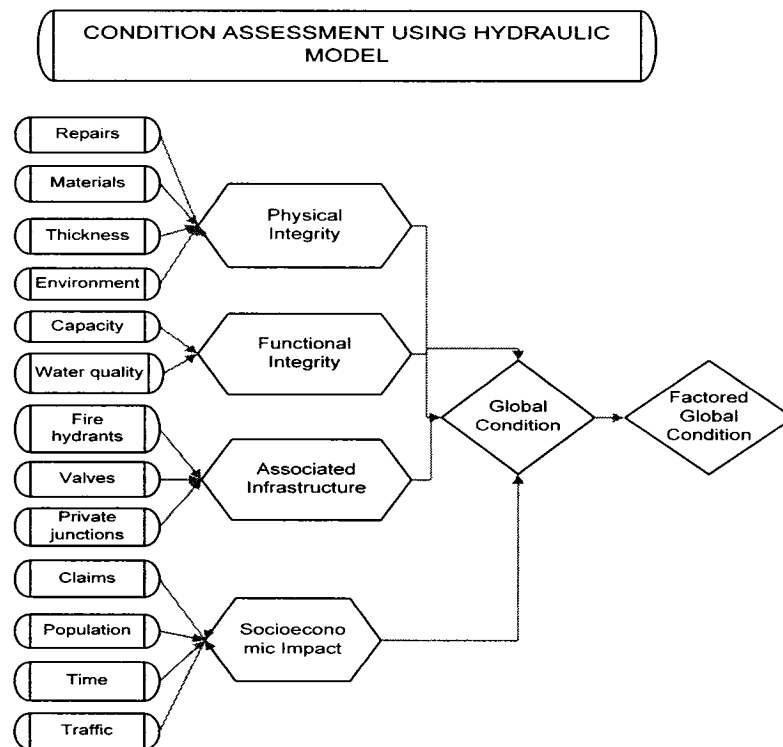 CONDITION ASSESSMENT USING HYDRAULIC
MODEL
Repairs
Materials
Thickness
Environment
Capacity
Water quality
Fire
hydrants
Valves
Private
junctions
Claims
Population
Time
Traffic
Physical
Integrity
Functional
Integrity
Associated
Infrastructure
Socioecono
mic Impact
Global
Condition
Factored
Global
Condition